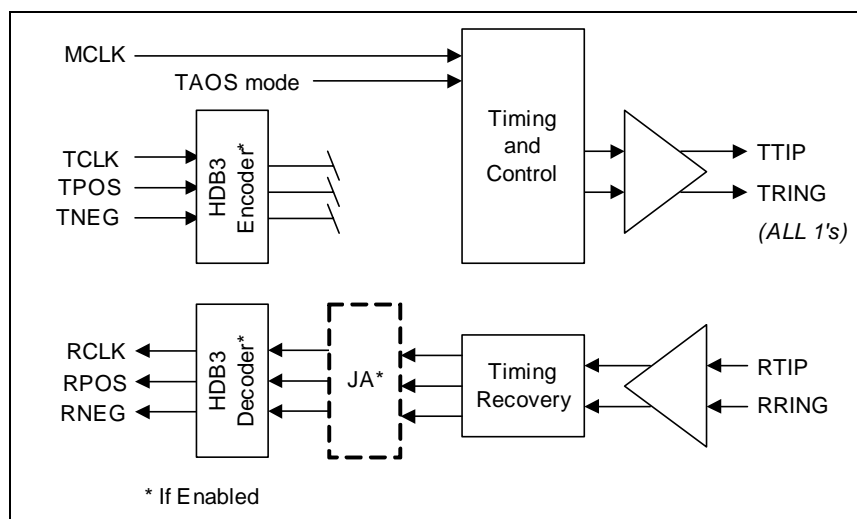 MCLK
TAOS mode
TCLK
TPOS
TNEG
HDB3
Encoder*
Timing
and
Control
TTIP
TRING
(ALL 1's)
RCLK
RPOS
RNEG
HDB3
Decoder*
JA*
Timing
Recovery
RTIP
RRING
* If Enabled